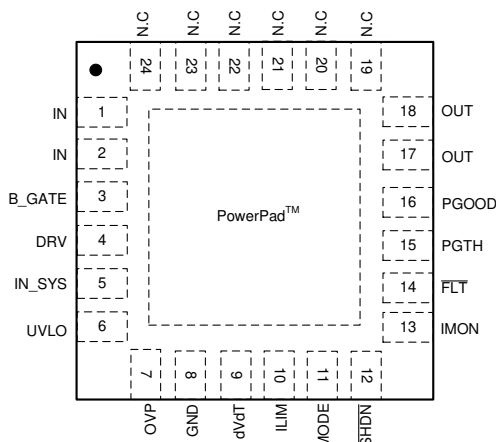 N.C N.C N.C N.C N.C N.C
24 23 22 21 20 19
IN 1 18 OUT
IN 2 17 OUT
B_GATE 3 16 PGOOD
PowerPad™
DRV 4 15 PGTH
IN_SYS 5 14 FLT
UVLO 6 13 IMON
7 8 9 10 11 12
OVP GND dVdT ILIM MODE SHDN